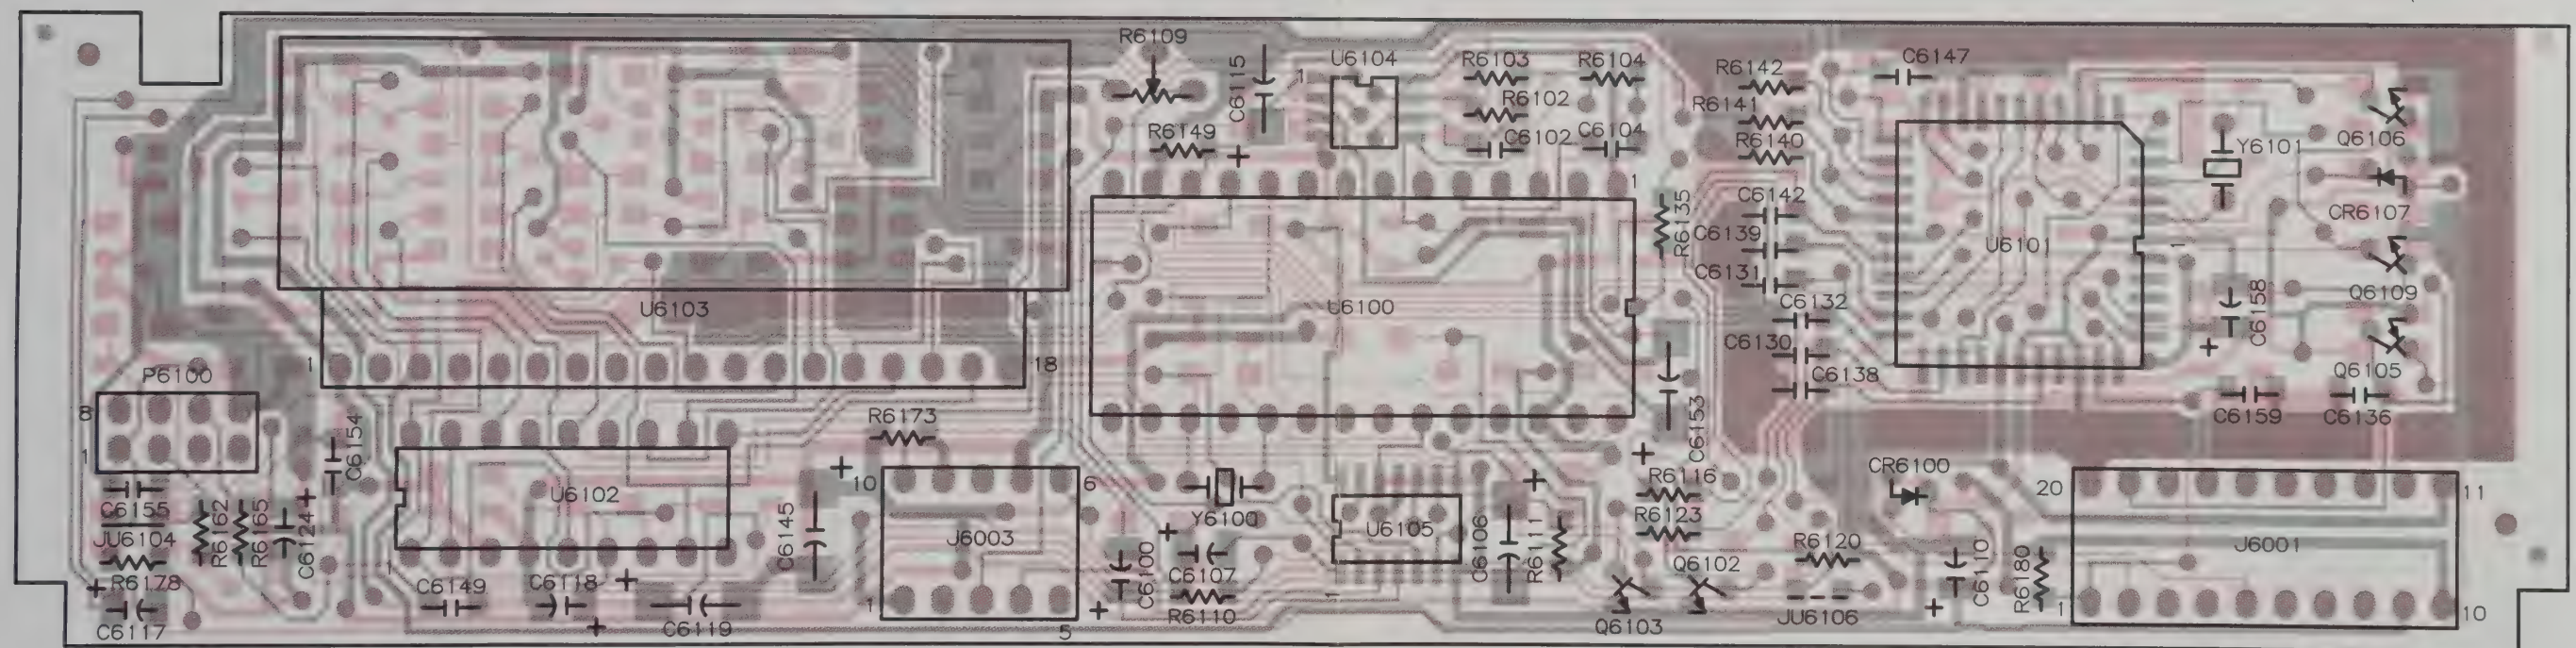 R6109
C6115
U6104
1
R6103
R6104
R6102
C6102
C6104
R6149
+
R6142
C6147
R6141
R6140
Q6106
Y6101
CR6107
1
R6135
C6142
C6139
C6131
C6132
C6130
C6138
U6101
1
Q6109
C6158
+
Q6105
C6159
C6136
U6103
1
18
U6100
C6153
+
P6100
8
1
C6154
R6173
C6155
JU6104
R6178
+
C6117
R6162
R6165
C6124
+
U6102
1
C6149
C6118
+
+
C6119
C6145
+
10
6
J6003
1
5
+
C6100
Y6100
+
C6107
R6110
U6105
1
+
C6106
R6111
R6116
R6123
Q6102
Q6103
R6120
JU6106
CR6100
C6110
+
R6180
20
11
J6001
1
10